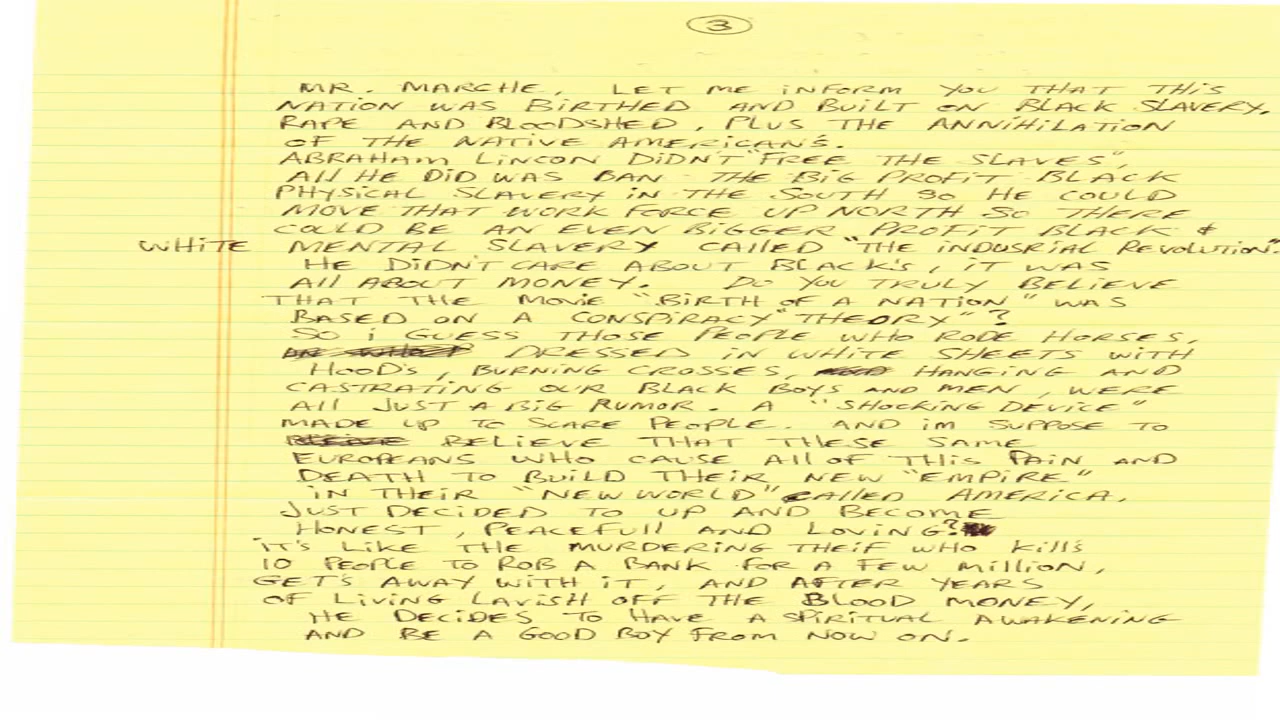 3
MR. MARCHE, LET ME INFORM YOU THAT THIS
NATION WAS BIRTHED AND BUILT ON BLACK SLAVERY,
RAPE AND BLOODSHED, PLUS THE ANNIHILATION
OF THE NATIVE AMERICANS.
ABRAHAM LINCON DIDN'T "FREE THE SLAVES",
All HE DID WAS BAN THE BIG PROFIT BLACK
PHYSICAL SLAVERY IN THE SOUTH SO HE COULD
MOVE THAT WORK FORCE UP NORTH SO THERE
COULD BE AN EVEN BIGGER PROFIT BLACK &
WHITE MENTAL SLAVERY CALLED "THE INDUSRIAL REVOLUTION".
HE DIDN'T CARE ABOUT BLACK'S, IT WAS
All ABOUT MONEY. DO YOU TRULY BELIEVE
THAT THE MOVIE "BIRTH OF A NATION" WAS
BASED ON A CONSPIRACY "THEORY"?
SO i GUESS THOSE PEOPLE WHO RODE HORSES,
DRESSED IN WHITE SHEETS WITH
HOOD'S, BURNING CROSSES, HANGING AND
CASTRATING OUR BLACK BOYS AND MEN, WERE
All JUST A BIG RUMOR. A "SHOCKING DEVICE"
MADE UP TO SCARE PEOPLE. AND im SUPPOSE TO
BELIEVE THAT THESE SAME
EUROPEANS WHO CAUSE All OF THIS PAIN AND
DEATH TO BUILD THEIR NEW "EMPIRE"
IN THEIR "NEW WORLD" CAllED AMERICA,
JUST DECIDED TO UP AND BECOME
HONEST, PEACEFUll AND LOVING?
IT'S LIKE THE MURDERING THEIF WHO Kill's
10 PEOPLE TO ROB A BANK FOR A FEW MILLION,
GET'S AWAY WITH IT, AND AFTER YEARS
OF LIVING LAVISH OFF THE BLOOD MONEY,
HE DECIDES TO HAVE A SPIRITUAL AWAKENING
AND BE A GOOD BOY FROM NOW ON.